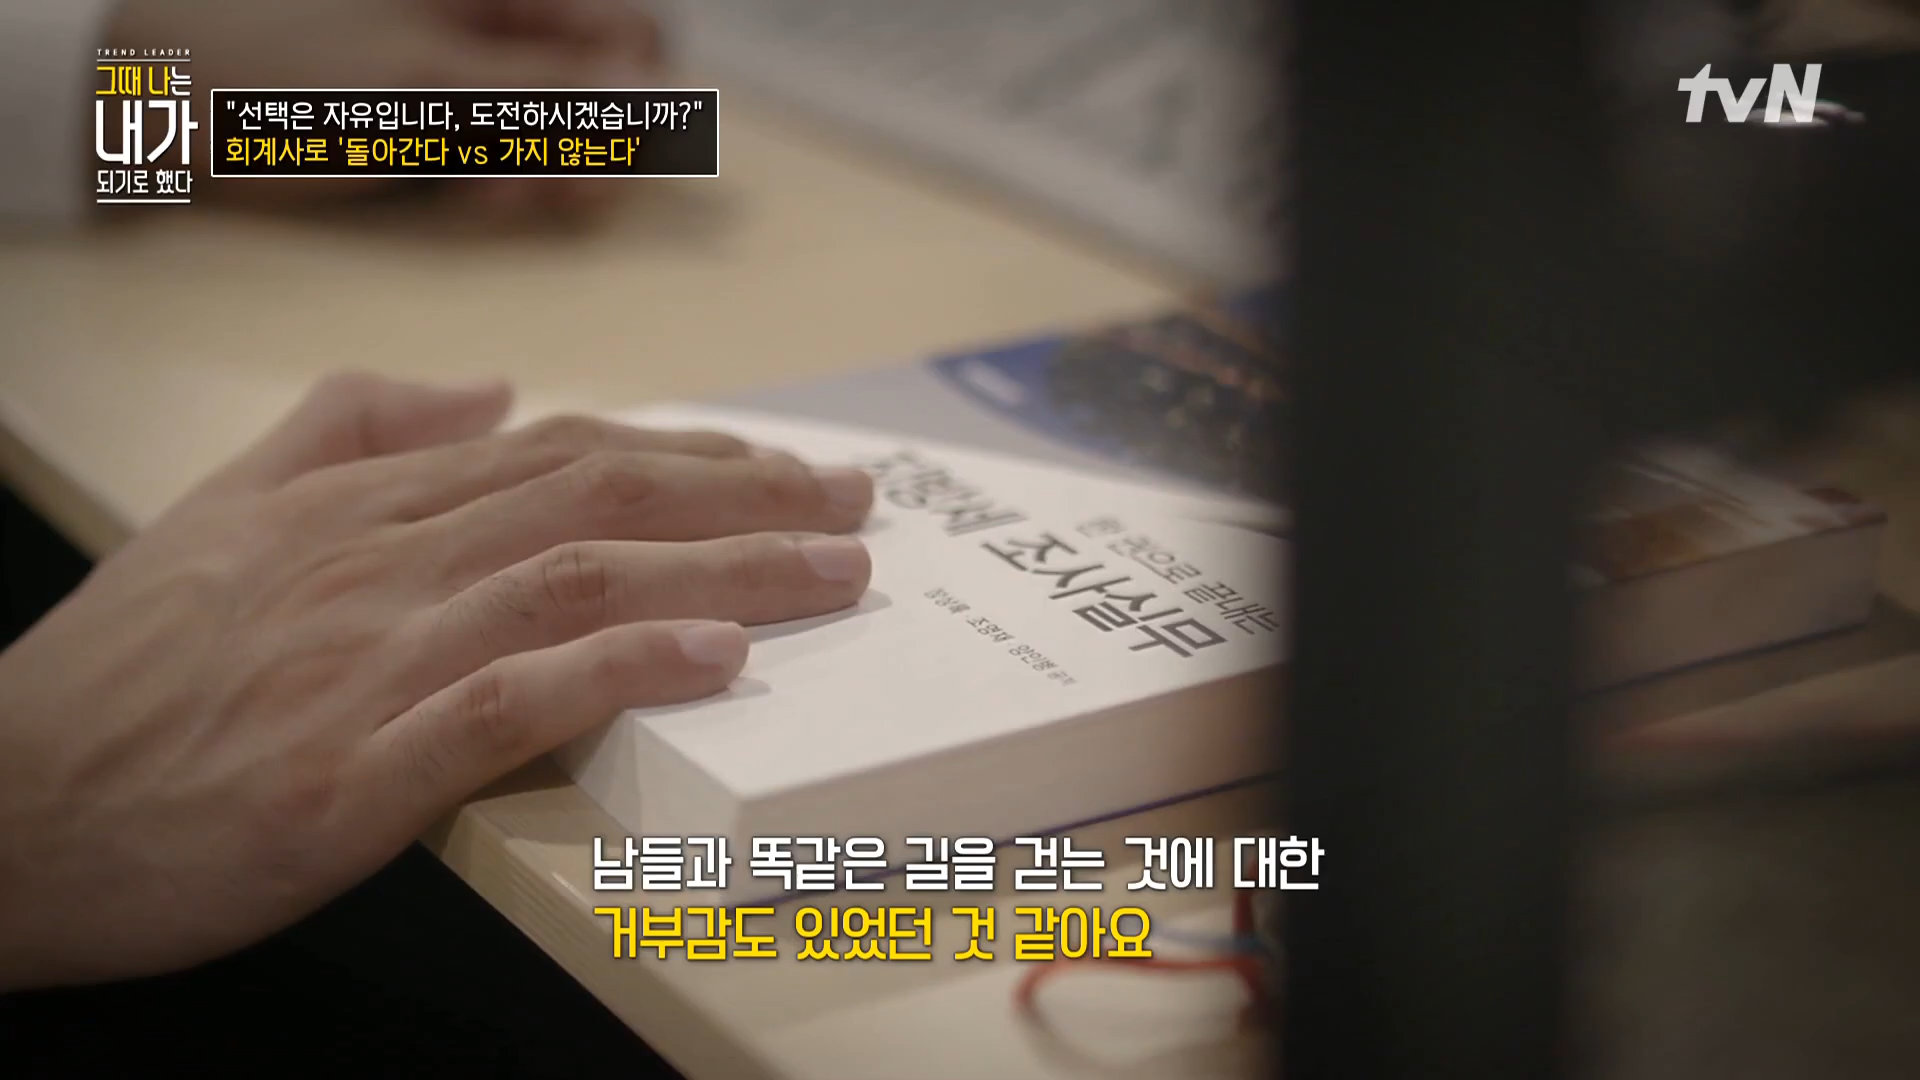 TREND LEADER
그때 나는
내가
되기로 했다
"선택은 자유입니다, 도전하시겠습니까?"
회계사로 '돌아간다 vs 가지 않는다'
tvN
한 권으로 끝내는
지방세 조사실무
남들과 똑같은 길을 걷는 것에 대한
거부감도 있었던 것 같아요